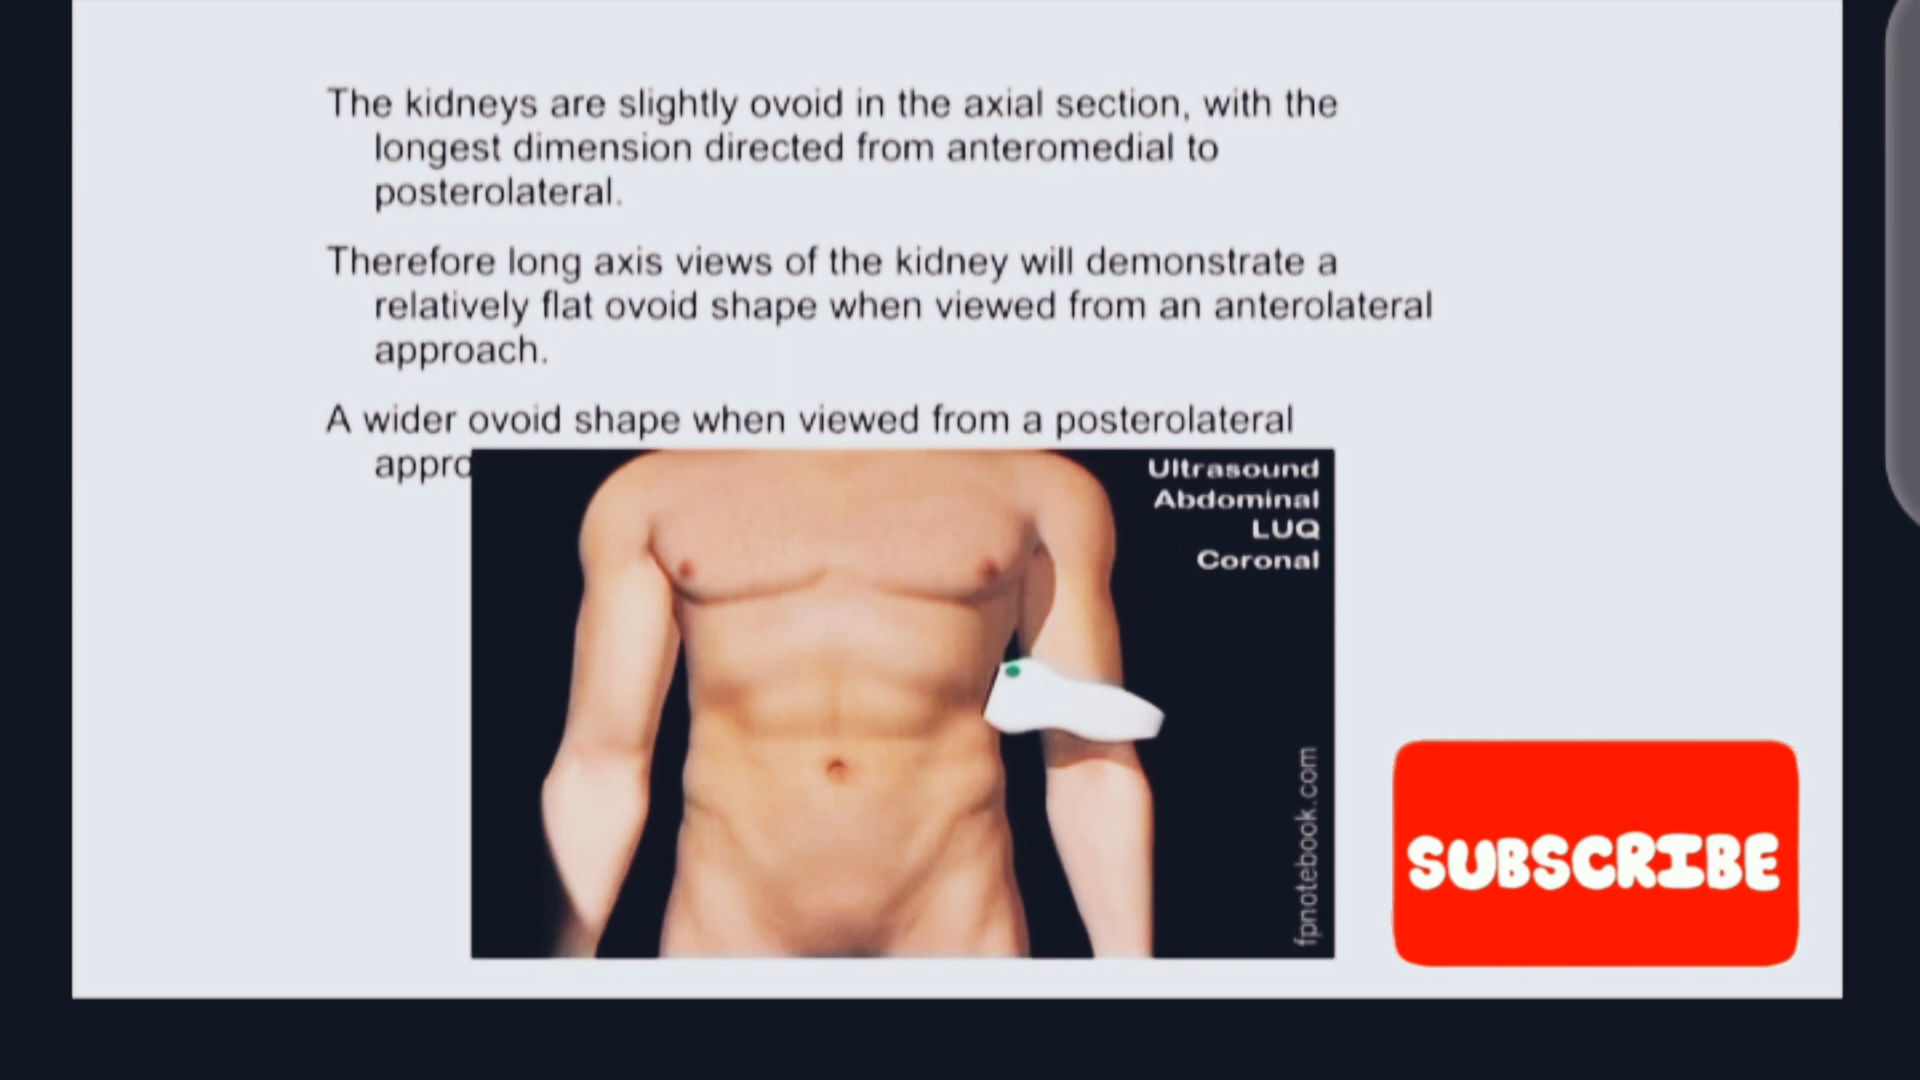 The kidneys are slightly ovoid in the axial section, with the
longest dimension directed from anteromedial to
posterolateral.
Therefore long axis views of the kidney will demonstrate a
relatively flat ovoid shape when viewed from an anterolateral
approach.
A wider ovoid shape when viewed from a posterolateral
appro
Ultrasound
Abdominal
LUQ
Coronal
fpnotebook.com
SUBSCRIBE